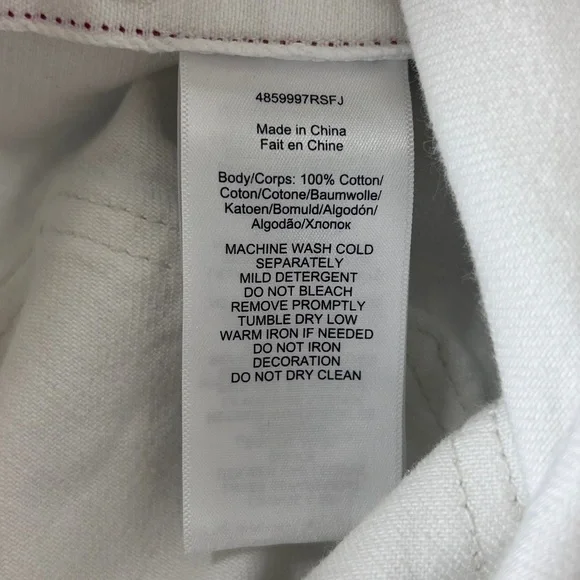 4859997RSFJ
Made in China
Fait en Chine
Body/Corps: 100% Cotton/
Coton/Cotone/Baumwolle/
Katoen/Bomuld/Algodón/
Algodão/Хлопок
MACHINE WASH COLD
SEPARATELY
MILD DETERGENT
DO NOT BLEACH
REMOVE PROMPTLY
TUMBLE DRY LOW
WARM IRON IF NEEDED
DO NOT IRON
DECORATION
DO NOT DRY CLEAN